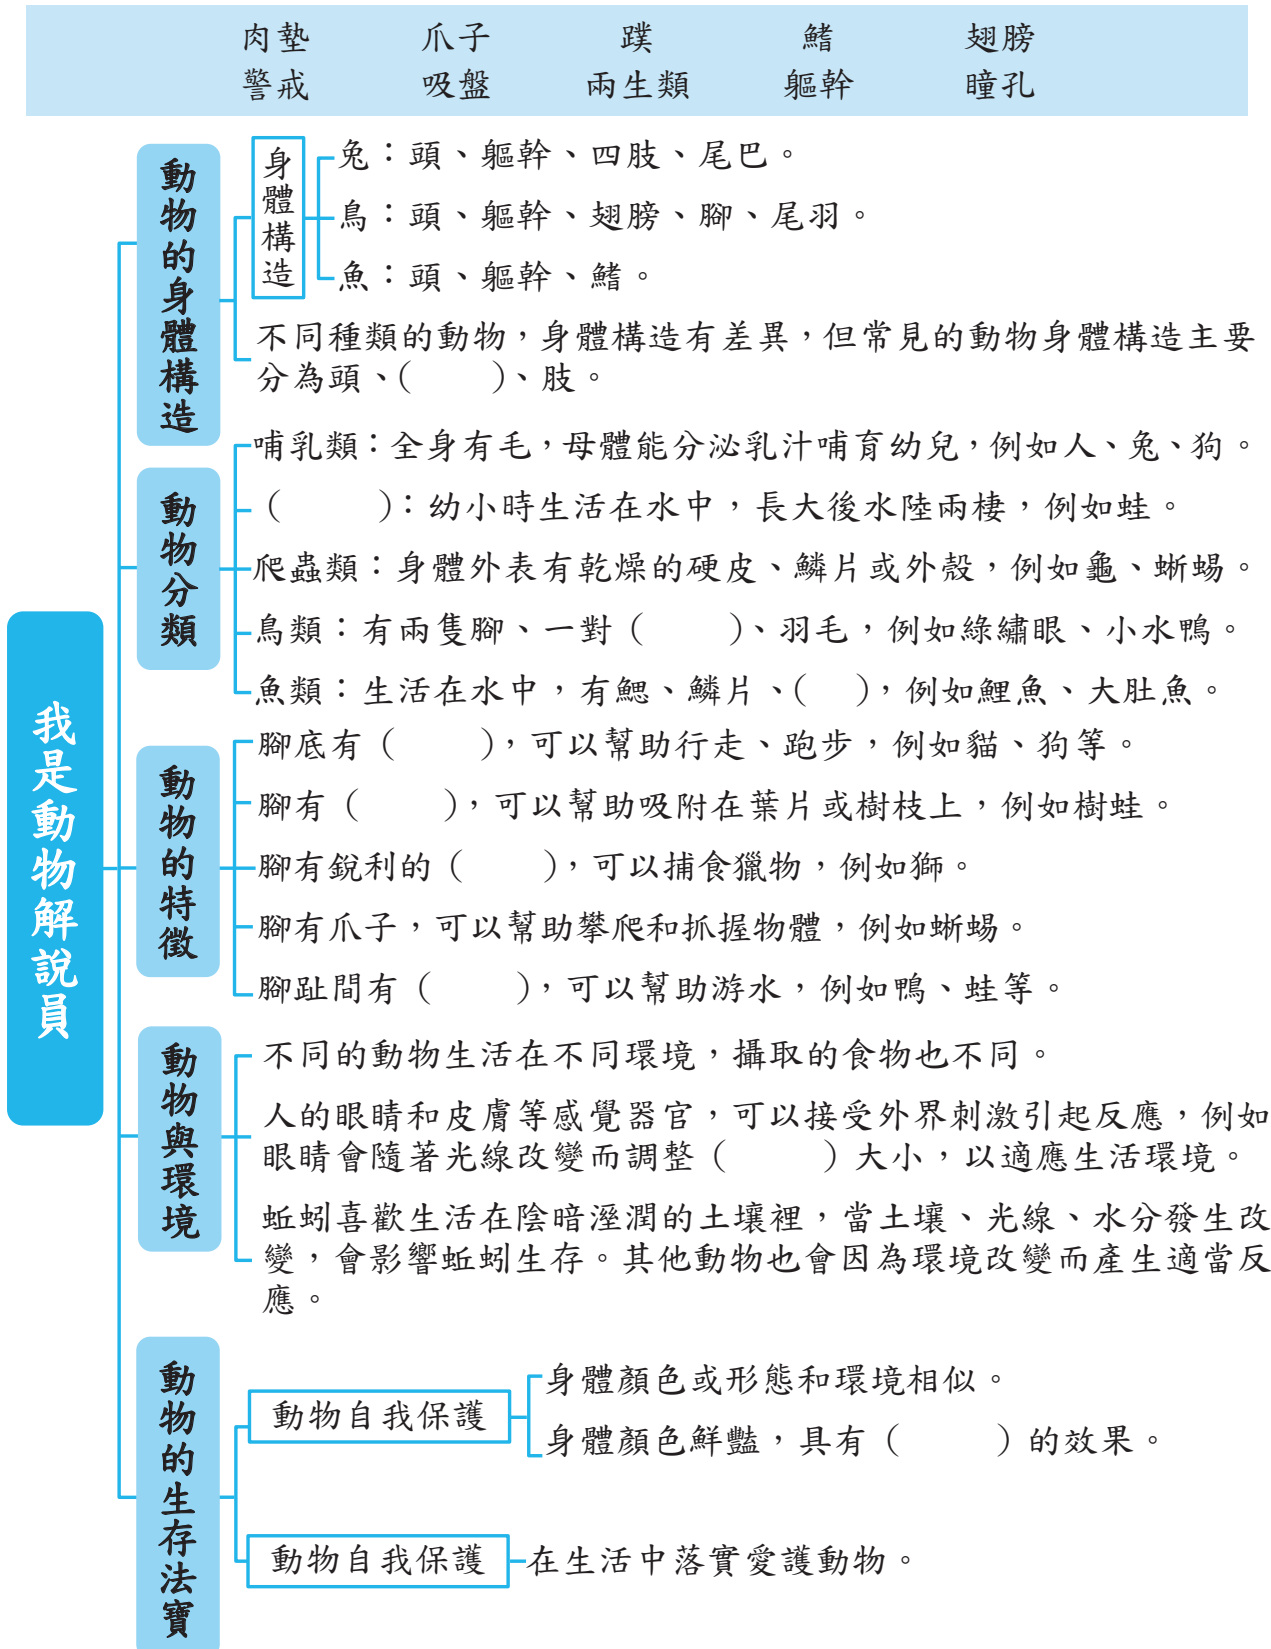 肉墊 爪子 蹼 鰭 翅膀
警戒 吸盤 兩生類 軀幹 瞳孔
我是動物解說員
動物的身體構造
身體構造
兔：頭、軀幹、四肢、尾巴。
鳥：頭、軀幹、翅膀、腳、尾羽。
魚：頭、軀幹、鰭。
不同種類的動物，身體構造有差異，但常見的動物身體構造主要
分為頭、（　　）、肢。
動物分類
哺乳類：全身有毛，母體能分泌乳汁哺育幼兒，例如人、兔、狗。
（　　　）：幼小時生活在水中，長大後水陸兩棲，例如蛙。
爬蟲類：身體外表有乾燥的硬皮、鱗片或外殼，例如龜、蜥蜴。
鳥類：有兩隻腳、一對（　　）、羽毛，例如綠繡眼、小水鴨。
魚類：生活在水中，有鰓、鱗片、（　），例如鯉魚、大肚魚。
動物的特徵
腳底有（　　），可以幫助行走、跑步，例如貓、狗等。
腳有（　　），可以幫助吸附在葉片或樹枝上，例如樹蛙。
腳有銳利的（　　），可以捕食獵物，例如獅。
腳有爪子，可以幫助攀爬和抓握物體，例如蜥蜴。
腳趾間有（　　），可以幫助游水，例如鴨、蛙等。
動物與環境
不同的動物生活在不同環境，攝取的食物也不同。
人的眼睛和皮膚等感覺器官，可以接受外界刺激引起反應，例如
眼睛會隨著光線改變而調整（　　　）大小，以適應生活環境。
蚯蚓喜歡生活在陰暗溼潤的土壤裡，當土壤、光線、水分發生改
變，會影響蚯蚓生存。其他動物也會因為環境改變而產生適當反
應。
動物的生存法寶
動物自我保護
身體顏色或形態和環境相似。
身體顏色鮮豔，具有（　　　）的效果。
動物自我保護
在生活中落實愛護動物。